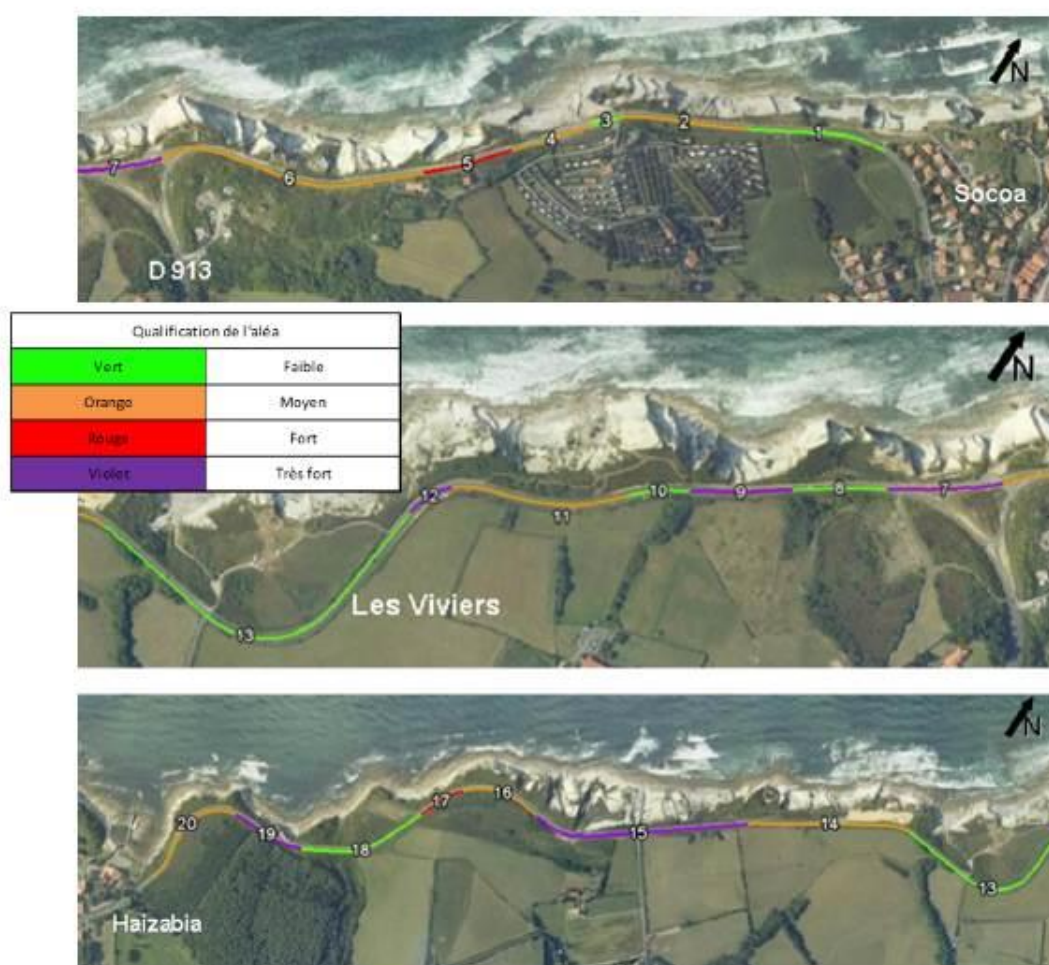 N
3
2
4
1
5
7
6
Socoa
D 913
Qualification de l'aléa
Vert Faible
Orange Moyen
Rouge Fort
Violet Très fort
N
12
10
9
8
7
11
Les Viviers
13
N
17
16
20
19
15
14
18
13
Haizabia